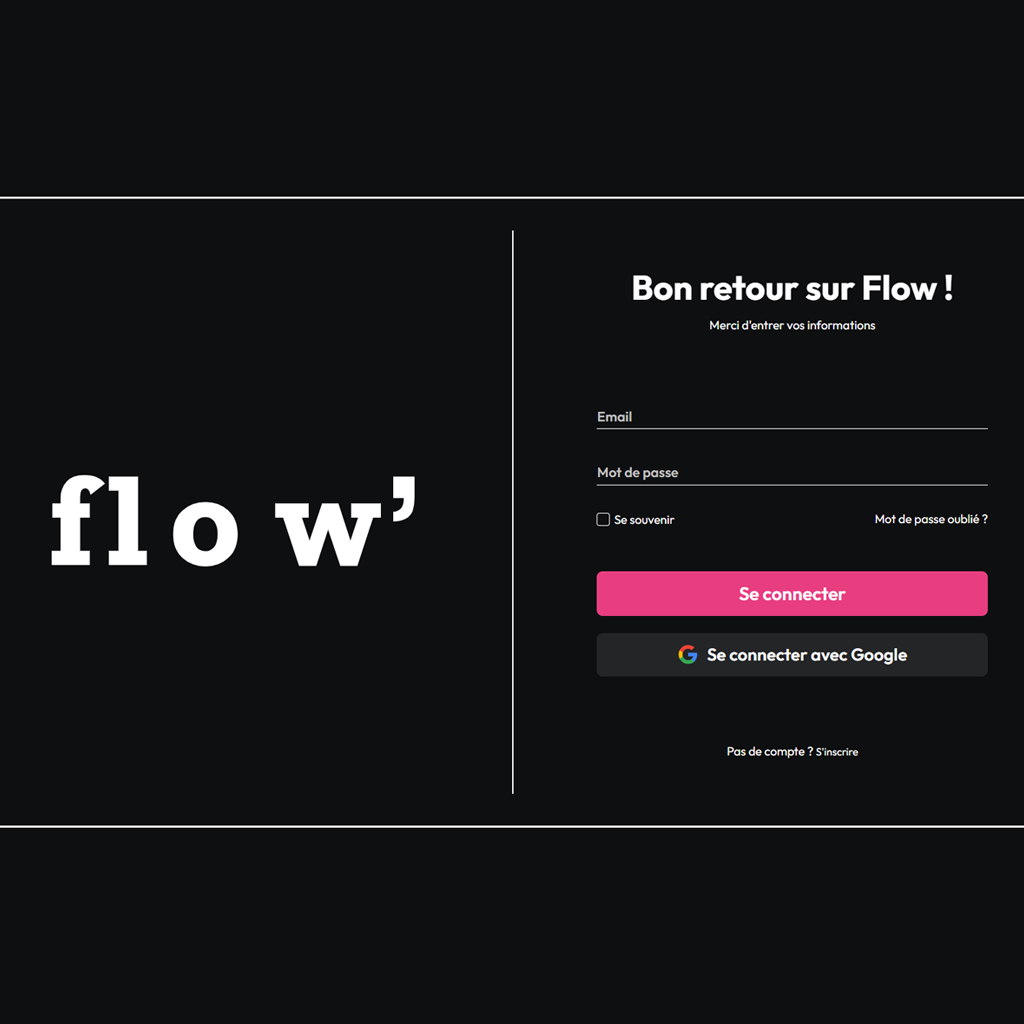 flow’
Bon retour sur Flow !
Merci d'entrer vos informations
Email
Mot de passe
Se souvenir
Mot de passe oublié ?
Se connecter
Se connecter avec Google
Pas de compte ? S'inscrire